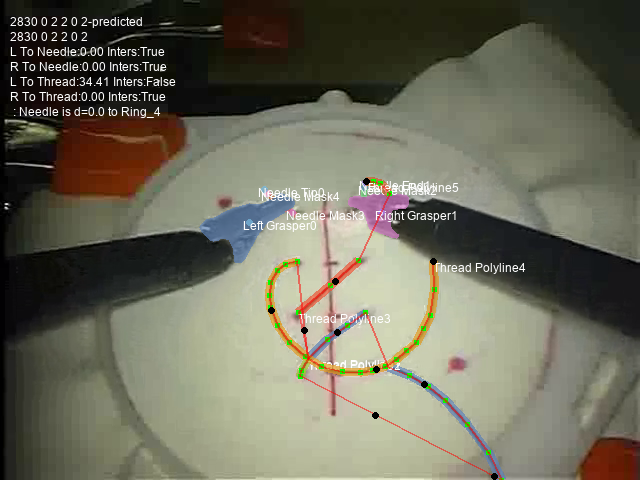 2830 0 2 2 0 2-predicted
2830 0 2 2 0 2
L To Needle:0.00 Inters:True
R To Needle:0.00 Inters:True
L To Thread:34.41 Inters:False
R To Thread:0.00 Inters:True
: Needle is d=0.0 to Ring_4
Needle Tip0
Needle Mask4
Needle Mask3
Right Grasper1
Left Grasper0
Thread Polyline4
Thread Polyline3